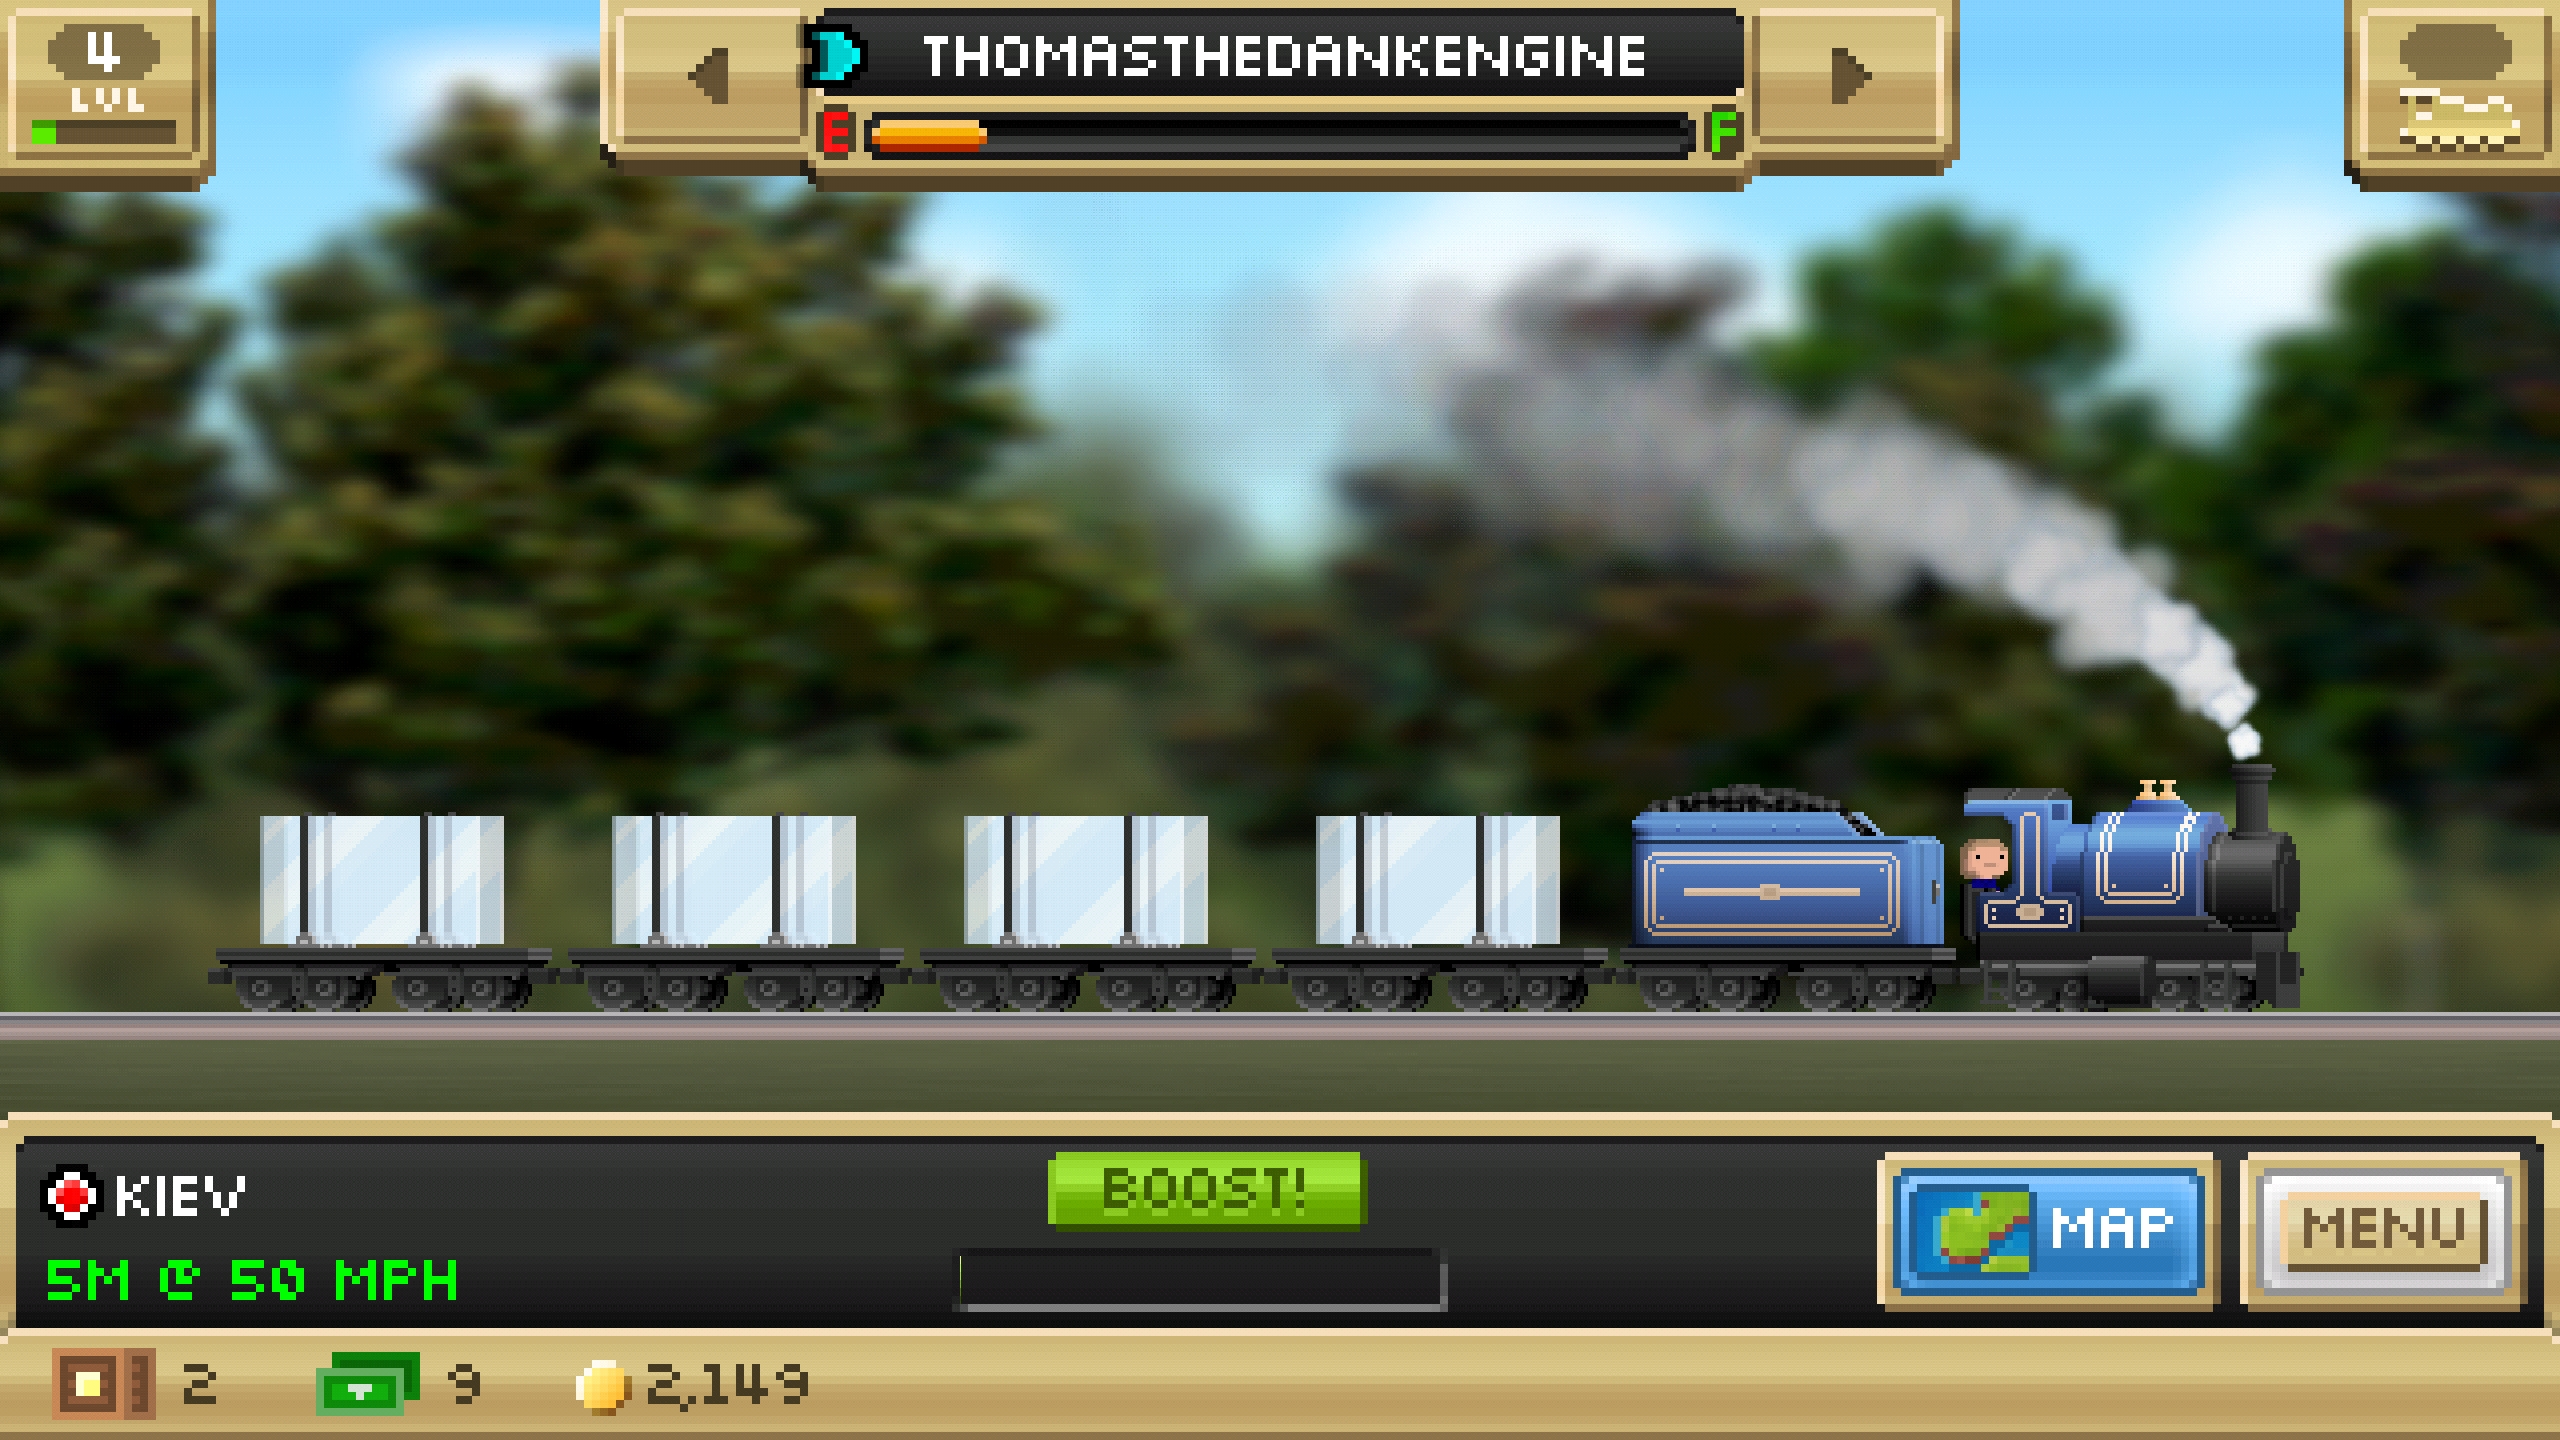 4
LVL
THOMASTHEDANKENGINE
E F
KIEV
5M @ 50 MPH
BOOST!
MAP
MENU
2
9
2,149